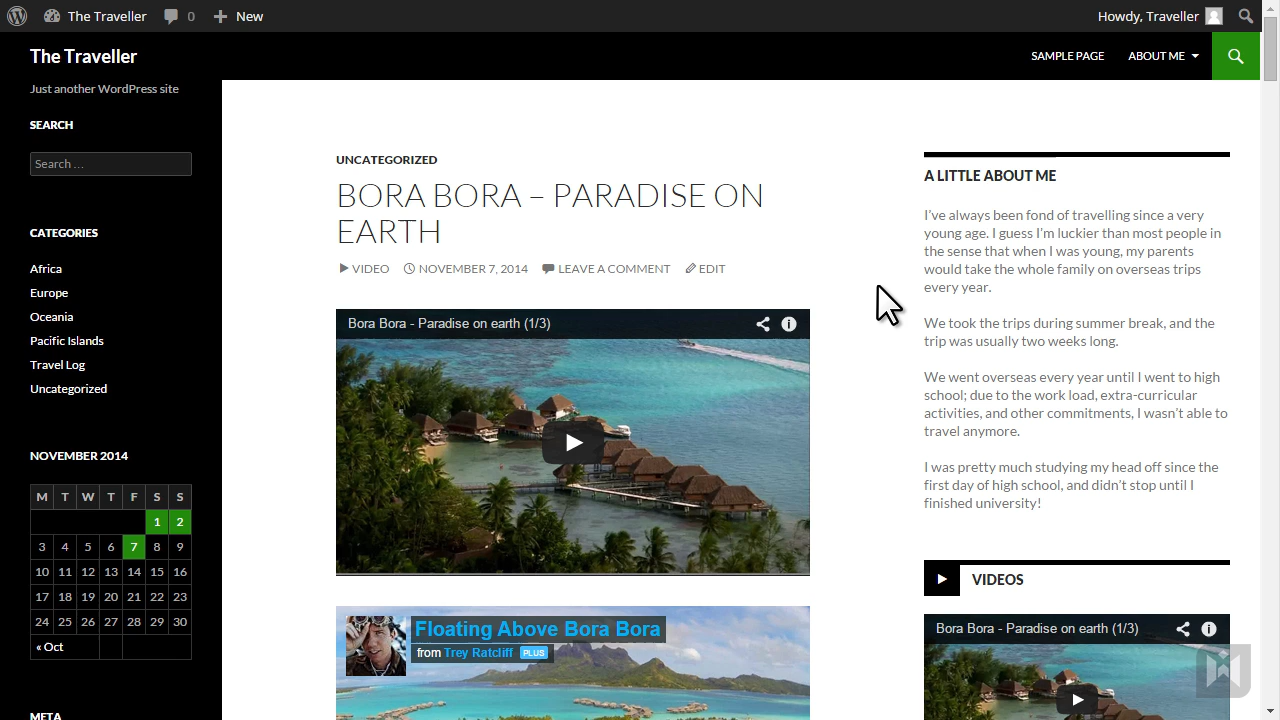 The Traveller
0
New
Howdy, Traveller
The Traveller
SAMPLE PAGE
ABOUT ME
Just another WordPress site
SEARCH
Search …
CATEGORIES
Africa
Europe
Oceania
Pacific Islands
Travel Log
Uncategorized
NOVEMBER 2014
M T W T F S S
1 2
3 4 5 6 7 8 9
10 11 12 13 14 15 16
17 18 19 20 21 22 23
24 25 26 27 28 29 30
« Oct
META
UNCATEGORIZED
BORA BORA – PARADISE ON
EARTH
VIDEO NOVEMBER 7, 2014 LEAVE A COMMENT EDIT
Bora Bora - Paradise on earth (1/3)
Floating Above Bora Bora
from Trey Ratcliff PLUS
A LITTLE ABOUT ME
I've always been fond of travelling since a very
young age. I guess I'm luckier than most people in
the sense that when I was young, my parents
would take the whole family on overseas trips
every year.
We took the trips during summer break, and the
trip was usually two weeks long.
We went overseas every year until I went to high
school; due to the work load, extra-curricular
activities, and other commitments, I wasn't able to
travel anymore.
I was pretty much studying my head off since the
first day of high school, and didn't stop until I
finished university!
VIDEOS
Bora Bora - Paradise on earth (1/3)